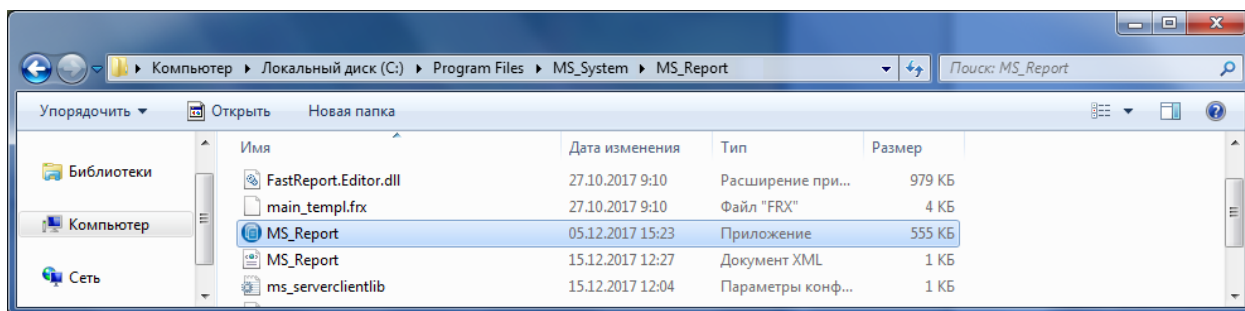 Компьютер Локальный диск (C:) Program Files MS_System MS_Report Поиск: MS_Report
Упорядочить Открыть Новая папка
Имя Дата изменения Тип Размер
Библиотеки
Компьютер
Сеть
FastReport.Editor.dll 27.10.2017 9:10 Расширение при... 979 КБ
main_templ.frx 27.10.2017 9:10 Файл "FRX" 4 КБ
MS_Report 05.12.2017 15:23 Приложение 555 КБ
MS_Report 15.12.2017 12:27 Документ XML 1 КБ
ms_serverclientlib 15.12.2017 12:04 Параметры конф... 1 КБ